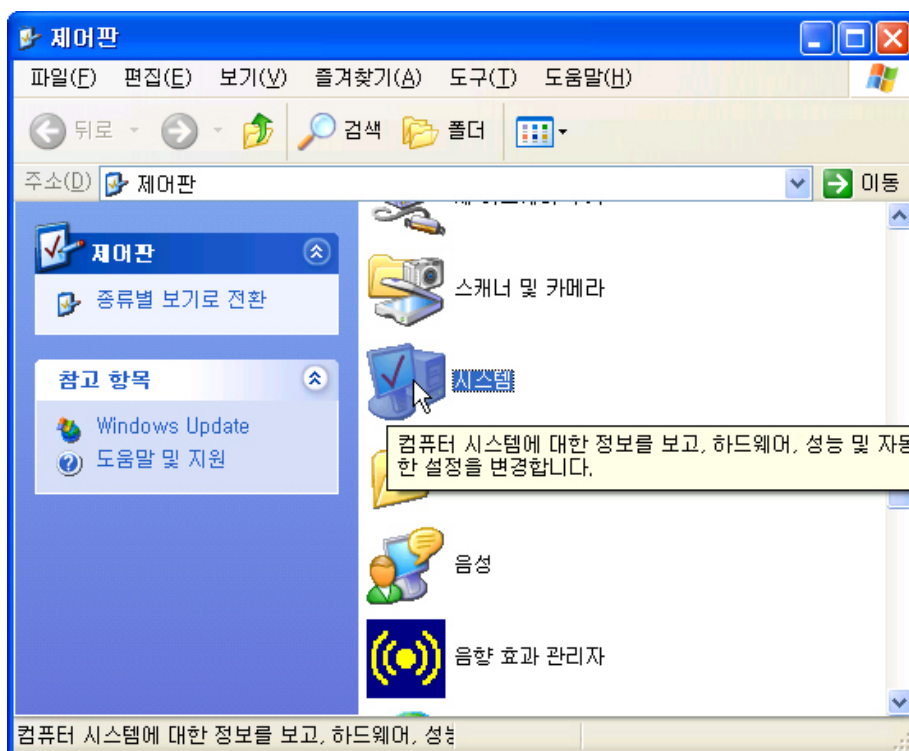 제어판
파일(F) 편집(E) 보기(V) 즐겨찾기(A) 도구(T) 도움말(H)
뒤로 검색 폴더
주소(D) 제어판 이동
제어판
종류별 보기로 전환
참고 항목
Windows Update
도움말 및 지원
스캐너 및 카메라
시스템
컴퓨터 시스템에 대한 정보를 보고, 하드웨어, 성능 및 자동
한 설정을 변경합니다.
음성
음향 효과 관리자
컴퓨터 시스템에 대한 정보를 보고, 하드웨어, 성능